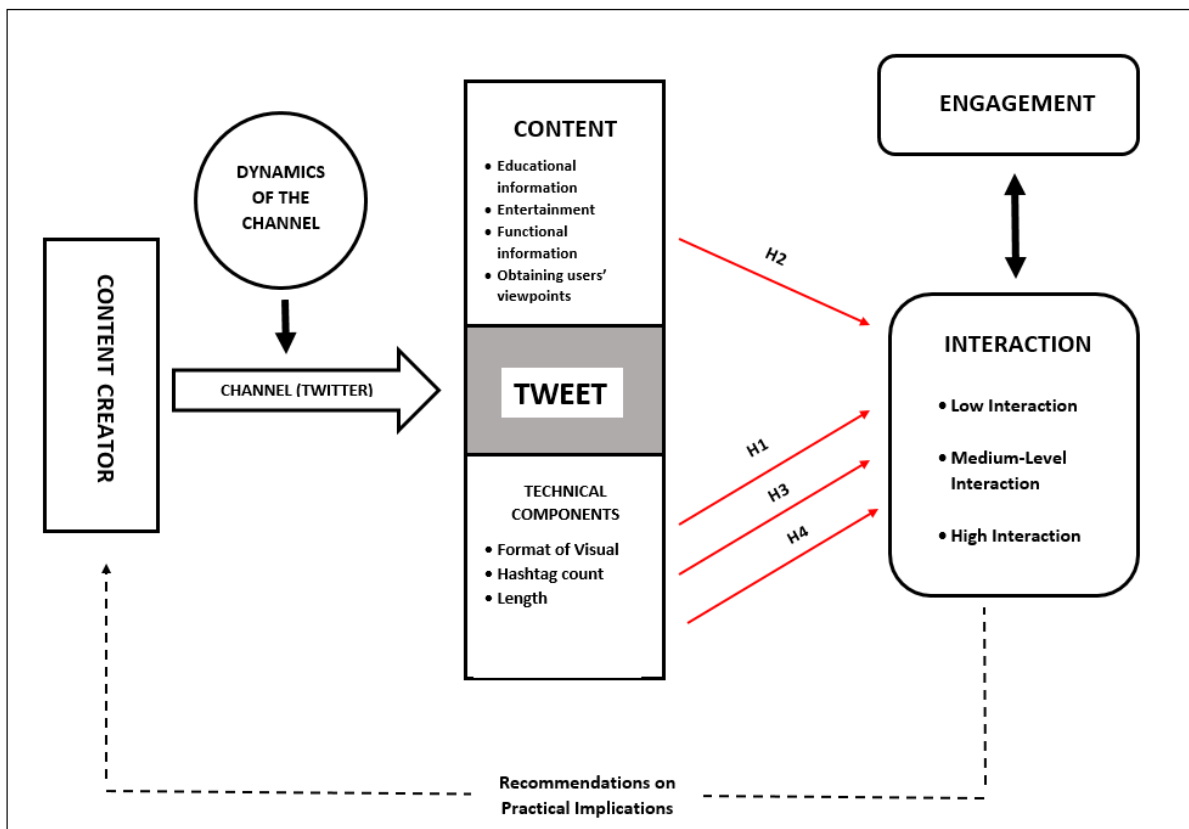 CONTENT CREATOR
DYNAMICS
OF THE
CHANNEL
CHANNEL (TWITTER)
CONTENT
• Educational
information
• Entertainment
• Functional
information
• Obtaining users’
viewpoints
TWEET
TECHNICAL
COMPONENTS
• Format of Visual
• Hashtag count
• Length
H2
H1
H3
H4
ENGAGEMENT
INTERACTION
• Low Interaction
• Medium-Level
Interaction
• High Interaction
Recommendations on
Practical Implications